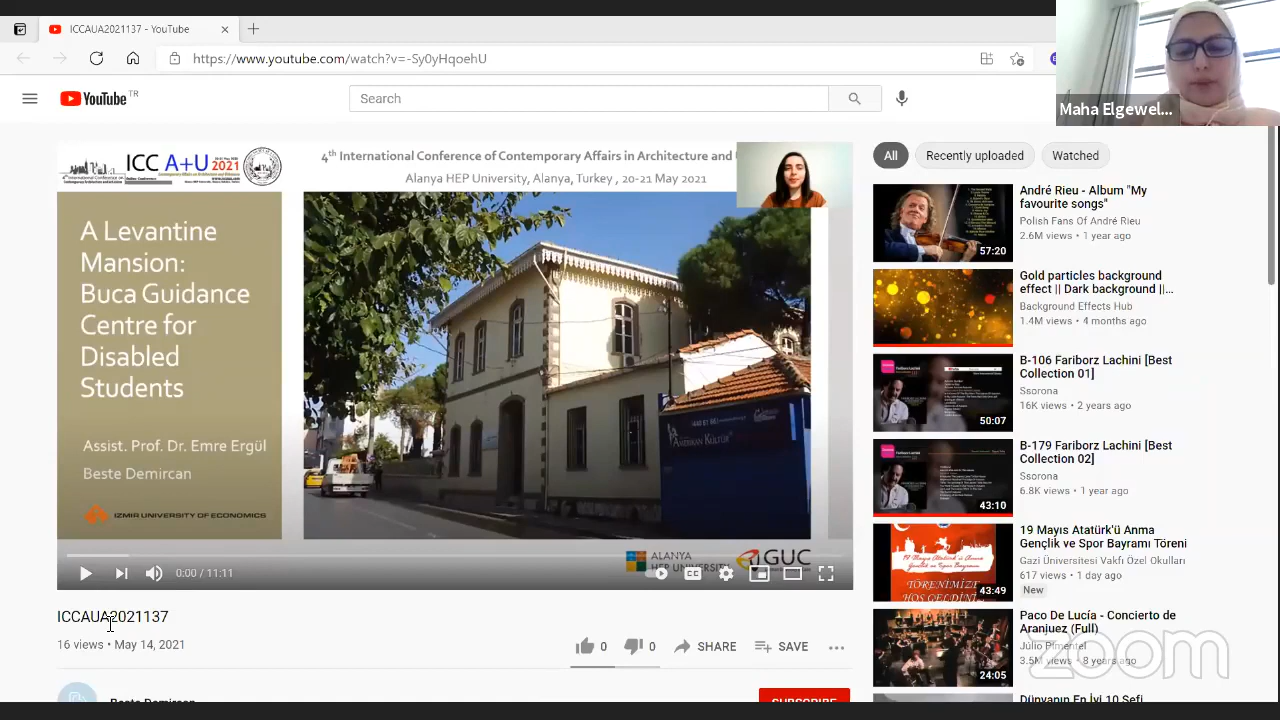 ICCAUA2021137 - YouTube
https://www.youtube.com/watch?v=-Sy0yHqoehU
Maha Elgewel...
YouTube TR
Search
ICC A+U 2021
4th International Conference of Contemporary Affairs in Architecture and
Alanya HEP University, Alanya, Turkey, 20-21 May 2021
A Levantine
Mansion:
Buca Guidance
Centre for
Disabled
Students
Assist. Prof. Dr. Emre Ergül
Beste Demircan
IZMIR UNIVERSITY OF ECONOMICS
ALANYA
HEP UNIVERSITY
GUC
0:00 / 11:11
ICCAUA2021137
16 views • May 14, 2021
0
0
SHARE
SAVE
SUBSCRIBE
All
Recently uploaded
Watched
57:20
André Rieu - Album "My
favourite songs"
Polish Fans Of André Rieu
2.6M views • 1 year ago
Gold particles background
effect || Dark background ||...
Background Effects Hub
1.4M views • 4 months ago
50:07
B-106 Fariborz Lachini [Best
Collection 01]
Ssorona
16K views • 2 years ago
43:10
B-179 Fariborz Lachini [Best
Collection 02]
Ssorona
6.8K views • 1 year ago
43:49
19 Mayıs Atatürk'ü Anma
Gençlik ve Spor Bayramı Töreni
Gazi Üniversitesi Vakfı Özel Okulları
617 views • 1 day ago
New
24:05
Paco De Lucía - Concierto de
Aranjuez (Full)
Júlio Pimentel
3.5M views • 8 years ago
Dünyanın En İyi 10 Şefi
zoom